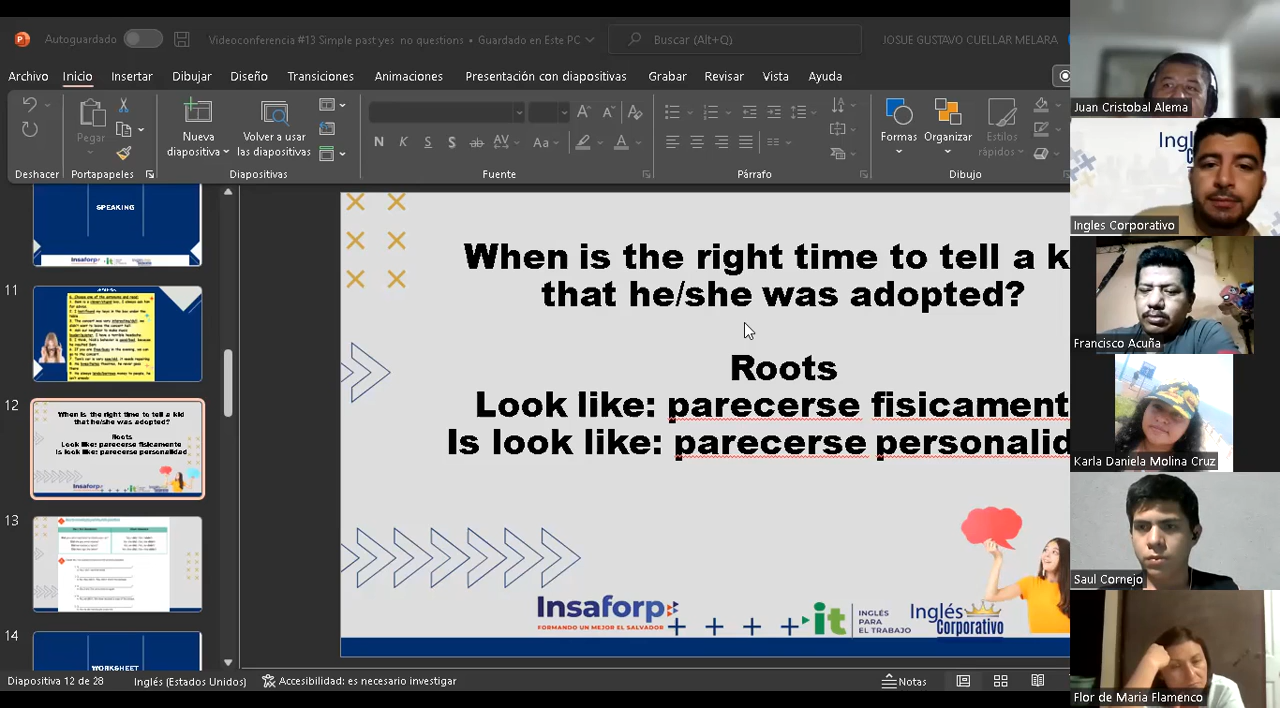 Autoguardado
Videoconferencia #13 Simple past yes no questions • Guardado en Este PC
Buscar (Alt+Q)
JOSUE GUSTAVO CUELLAR MELARA
Archivo Inicio Insertar Dibujar Diseño Transiciones Animaciones Presentación con diapositivas Grabar Revisar Vista Ayuda
Pegar
Nueva diapositiva
Volver a usar las diapositivas
N K S S ab AV Aa A
Formas
Organizar
Estilos rápidos
Deshacer Portapapeles Diapositivas Fuente Párrafo Dibujo
SPEAKING
11
12
When is the right time to tell a kid
that he/she was adopted?
Roots
Look like: parecerse fisicamente
Is look like: parecerse personalidad
Insaforp
13
14
WORKSHEET
When is the right time to tell a k
that he/she was adopted?
Roots
Look like: parecerse fisicament
Is look like: parecerse personalid
Insaforp
FORMANDO UN MEJOR EL SALVADOR
it
INGLÉS
PARA
EL TRABAJO
Inglés
Corporativo
Diapositiva 12 de 28
Inglés (Estados Unidos)
Accesibilidad: es necesario investigar
Notas
Juan Cristobal Alema
Ingl
Ingles Corporativo
Francisco Acuña
Karla Daniela Molina Cruz
Saul Cornejo
Flor de Maria Flamenco